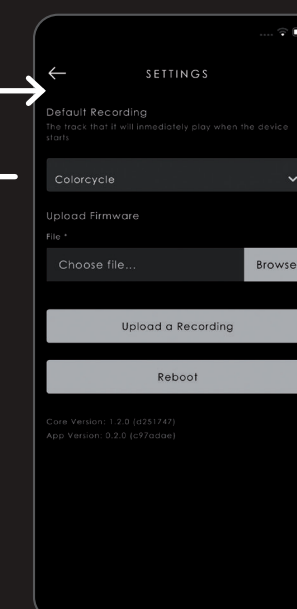 SETTINGS
Default Recording
The track that it will inmediately play when the device
starts
Colorcycle
Upload Firmware
File *
Choose file...
Browse
Upload a Recording
Reboot
Core Version: 1.2.0 (d251747)
App Version: 0.2.0 (c97adae)